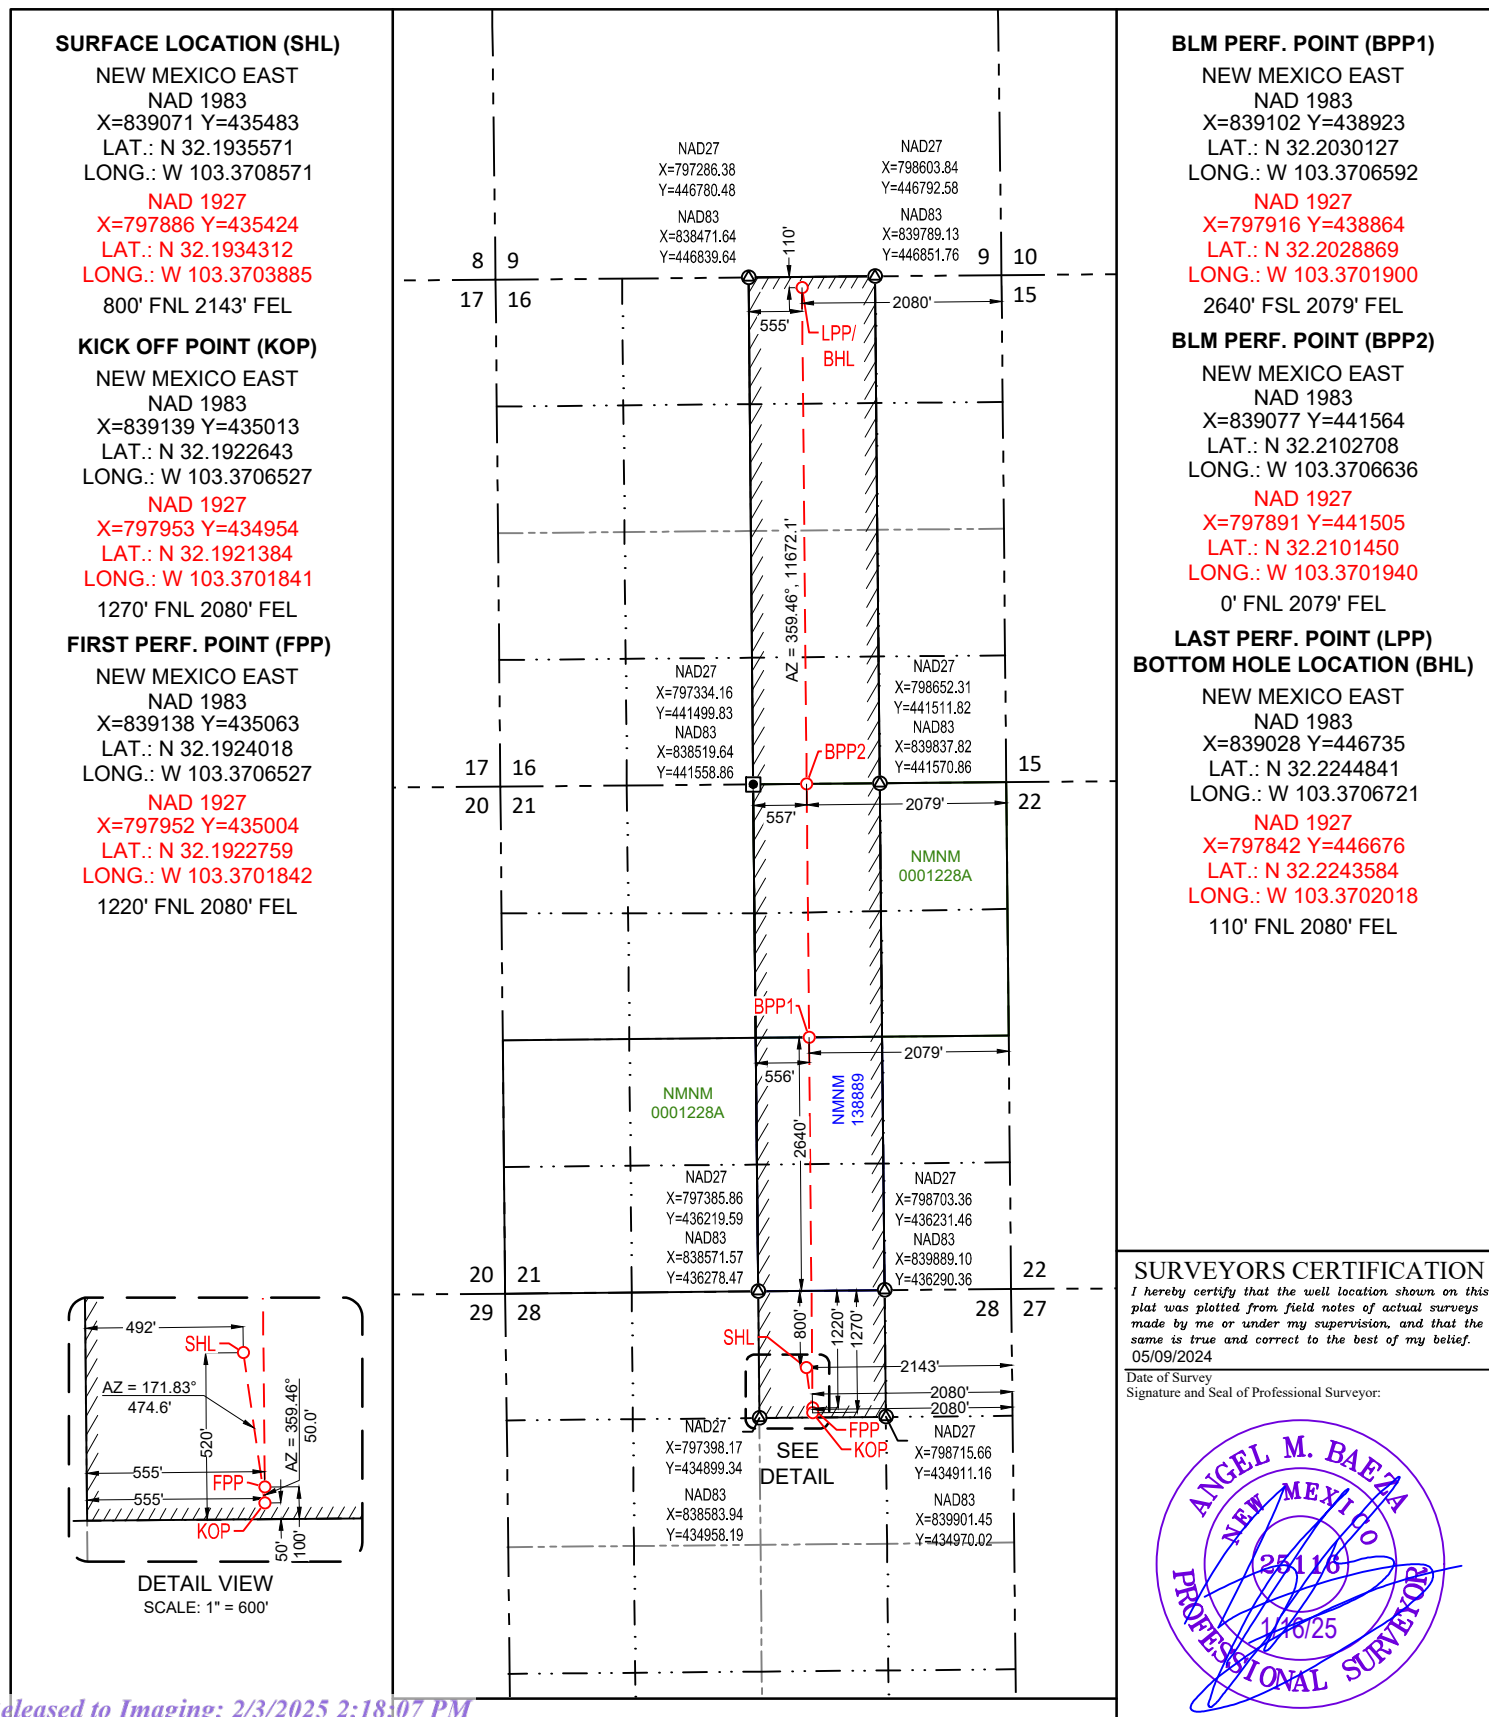 SURFACE LOCATION (SHL)
NEW MEXICO EAST
NAD 1983
X=839071 Y=435483
LAT.: N 32.1935571
LONG.: W 103.3708571
NAD 1927
X=797886 Y=435424
LAT.: N 32.1934312
LONG.: W 103.3703885
800' FNL 2143' FEL
KICK OFF POINT (KOP)
NEW MEXICO EAST
NAD 1983
X=839139 Y=435013
LAT.: N 32.1922643
LONG.: W 103.3706527
NAD 1927
X=797953 Y=434954
LAT.: N 32.1921384
LONG.: W 103.3701841
1270' FNL 2080' FEL
FIRST PERF. POINT (FPP)
NEW MEXICO EAST
NAD 1983
X=839138 Y=435063
LAT.: N 32.1924018
LONG.: W 103.3706527
NAD 1927
X=797952 Y=435004
LAT.: N 32.1922759
LONG.: W 103.3701842
1220' FNL 2080' FEL
492'
SHL
AZ = 171.83°
474.6'
520'
AZ = 359.46°
50.0'
555'
FPP
555'
KOP
50'
100'
DETAIL VIEW
SCALE: 1" = 600'
NAD27
X=797286.38
Y=446780.48
NAD83
X=838471.64
Y=446839.64
110'
NAD27
X=798603.84
Y=446792.58
NAD83
X=839789.13
Y=446851.76
8 9
9 10
17 16
15
555'
2080'
LPP/
BHL
AZ = 359.46°, 11672.1'
NAD27
X=797334.16
Y=441499.83
NAD83
X=838519.64
Y=441558.86
NAD27
X=798652.31
Y=441511.82
NAD83
X=839837.82
Y=441570.86
BPP2
17 16
15
20 21
22
557'
2079'
NMNM
0001228A
BPP1
2079'
556'
NMNM
0001228A
NMNM
138889
2640'
NAD27
X=797385.86
Y=436219.59
NAD83
X=838571.57
Y=436278.47
NAD27
X=798703.36
Y=436231.46
NAD83
X=839889.10
Y=436290.36
20 21
22
29 28
28 27
800'
1220'
1270'
SHL
2143'
2080'
2080'
FPP
KOP
SEE
DETAIL
NAD27
X=797398.17
Y=434899.34
NAD83
X=838583.94
Y=434958.19
NAD27
X=798715.66
Y=434911.16
NAD83
X=839901.45
Y=434970.02
BLM PERF. POINT (BPP1)
NEW MEXICO EAST
NAD 1983
X=839102 Y=438923
LAT.: N 32.2030127
LONG.: W 103.3706592
NAD 1927
X=797916 Y=438864
LAT.: N 32.2028869
LONG.: W 103.3701900
2640' FSL 2079' FEL
BLM PERF. POINT (BPP2)
NEW MEXICO EAST
NAD 1983
X=839077 Y=441564
LAT.: N 32.2102708
LONG.: W 103.3706636
NAD 1927
X=797891 Y=441505
LAT.: N 32.2101450
LONG.: W 103.3701940
0' FNL 2079' FEL
LAST PERF. POINT (LPP)
BOTTOM HOLE LOCATION (BHL)
NEW MEXICO EAST
NAD 1983
X=839028 Y=446735
LAT.: N 32.2244841
LONG.: W 103.3706721
NAD 1927
X=797842 Y=446676
LAT.: N 32.2243584
LONG.: W 103.3702018
110' FNL 2080' FEL
SURVEYORS CERTIFICATION
I hereby certify that the well location shown on this
plat was plotted from field notes of actual surveys
made by me or under my supervision, and that the
same is true and correct to the best of my belief.
05/09/2024
Date of Survey
Signature and Seal of Professional Surveyor:
ANGEL M. BAEZA
NEW MEXICO
25116
1/16/25
PROFESSIONAL SURVEYOR
eleased to Imaging: 2/3/2025 2:18:07 PM